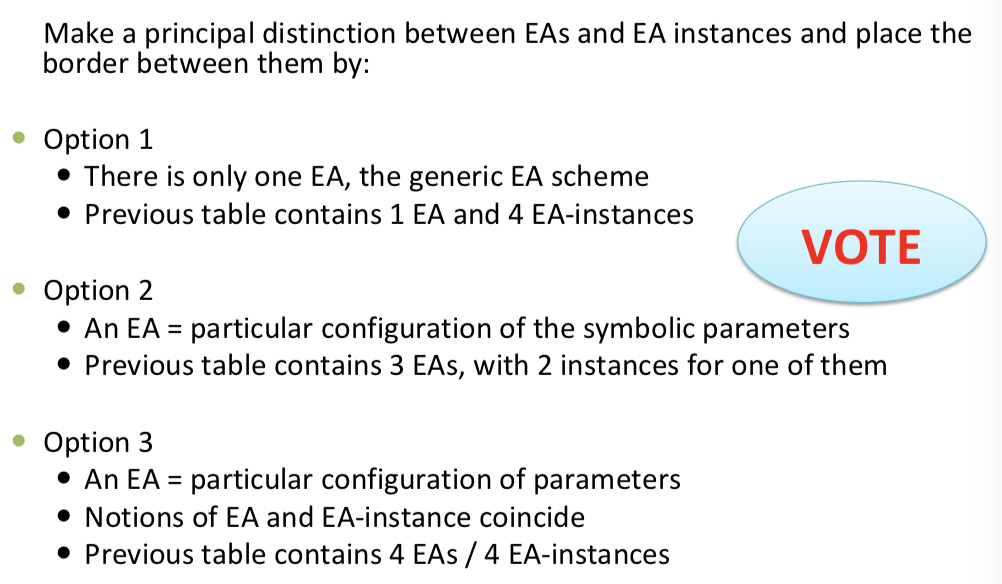 Make a principal distinction between EAs and EA instances and place the
border between them by:
• Option 1
• There is only one EA, the generic EA scheme
• Previous table contains 1 EA and 4 EA-instances
VOTE
• Option 2
• An EA = particular configuration of the symbolic parameters
• Previous table contains 3 EAs, with 2 instances for one of them
• Option 3
• An EA = particular configuration of parameters
• Notions of EA and EA-instance coincide
• Previous table contains 4 EAs / 4 EA-instances